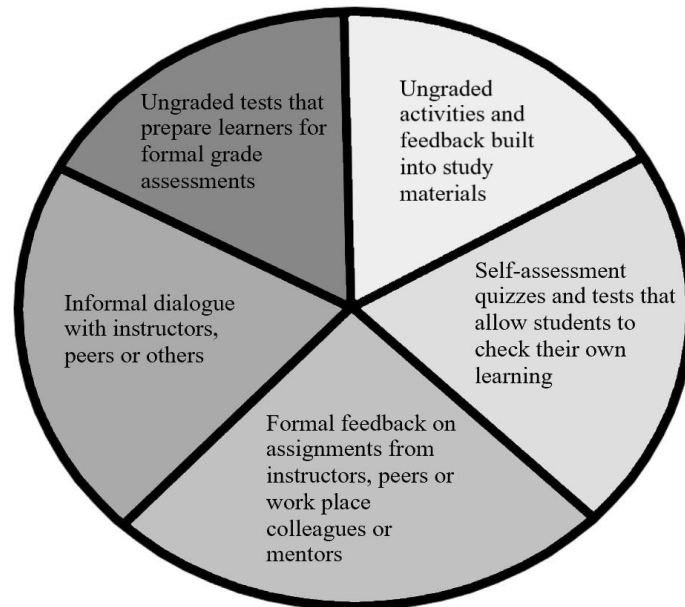 Ungraded tests that
prepare learners for
formal grade
assessments
Ungraded
activities and
feedback built
into study
materials
Self-assessment
quizzes and tests that
allow students to
check their own
learning
Formal feedback on
assignments from
instructors, peers or
work place
colleagues or
mentors
Informal dialogue
with instructors,
peers or others